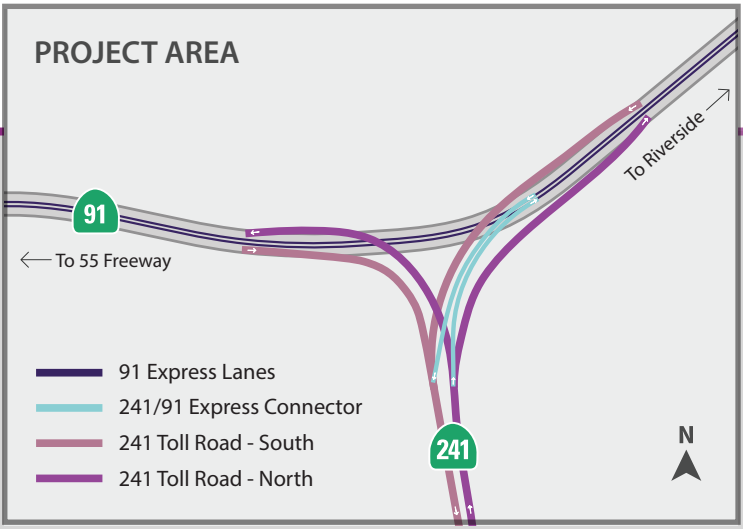 PROJECT AREA
To Riverside
91
To 55 Freeway
91 Express Lanes
241/91 Express Connector
241 Toll Road - South
241 Toll Road - North
241
N